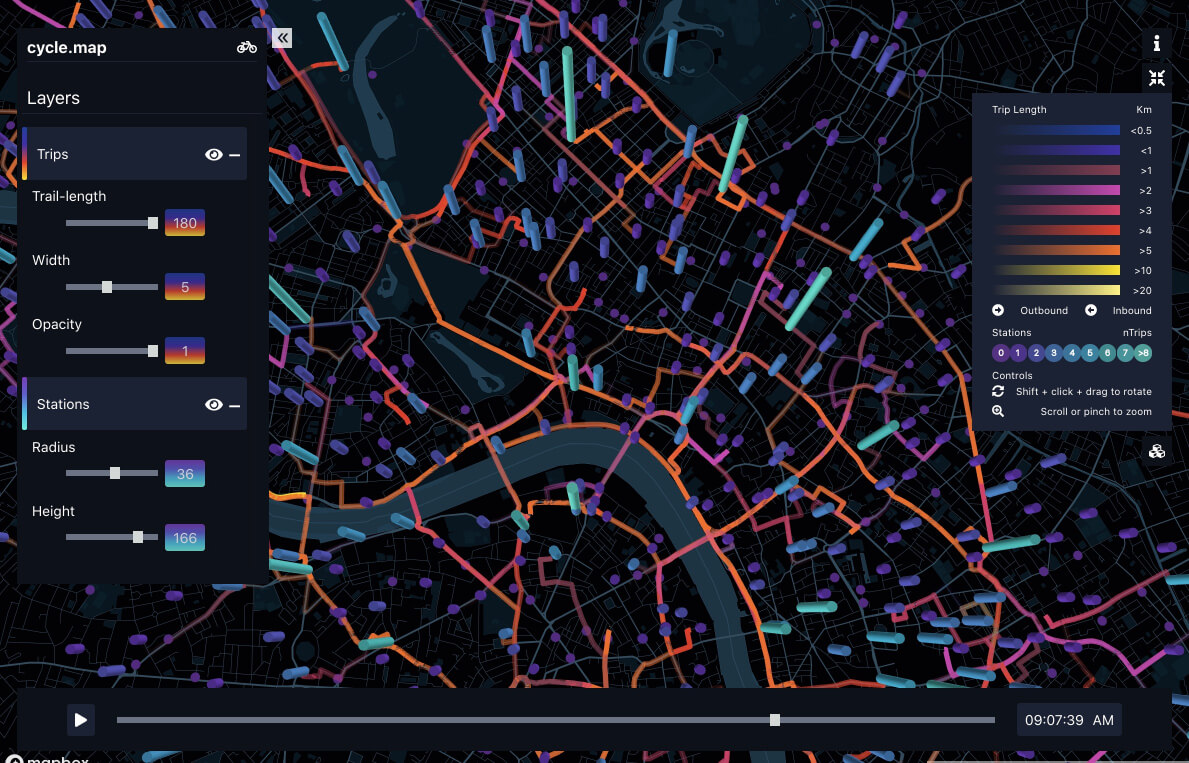 cycle.map
«
Layers
Trips
Trail-length
180
Width
5
Opacity
1
Stations
Radius
36
Height
166
Trip Length Km
<0.5
<1
>1
>2
>3
>4
>5
>10
>20
Outbound Inbound
Stations nTrips
0 1 2 3 4 5 6 7 >8
Controls
Shift + click + drag to rotate
Scroll or pinch to zoom
09:07:39 AM
mapbox